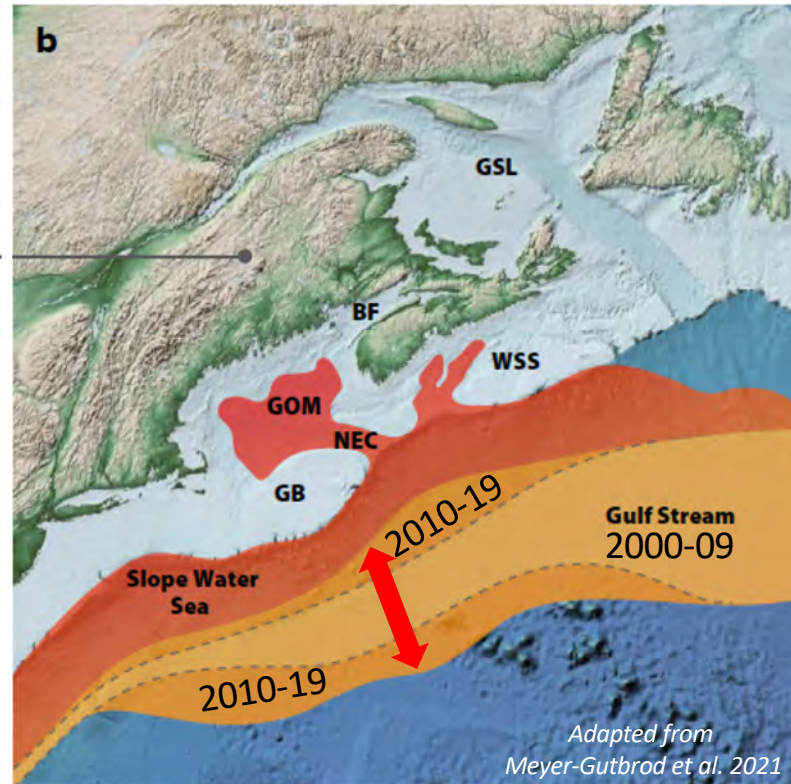 b
GSL
BF
WSS
GOM
NEC
GB
2010-19
Gulf Stream
2000-09
Slope Water
Sea
2010-19
Adapted from
Meyer-Gutbrod et al. 2021